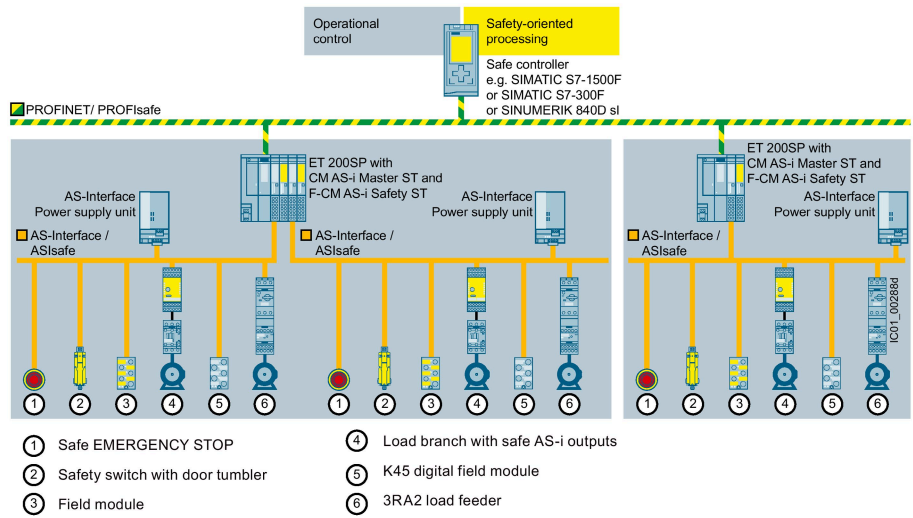 Operational
control
Safety-oriented
processing
Safe controller
e.g. SIMATIC S7-1500F
or SIMATIC S7-300F
or SINUMERIK 840D sl
PROFINET/ PROFIsafe
ET 200SP with
CM AS-i Master ST and
F-CM AS-i Safety ST
AS-Interface
Power supply unit
AS-Interface /
ASIsafe
AS-Interface
Power supply unit
AS-Interface /
ASIsafe
ET 200SP with
CM AS-i Master ST and
F-CM AS-i Safety ST
AS-Interface
Power supply unit
AS-Interface /
ASIsafe
IC01_00288d
1 2 3 4 5 6 1 2 3 4 5 6 1 2 3 4 5 6
1 Safe EMERGENCY STOP
2 Safety switch with door tumbler
3 Field module
4 Load branch with safe AS-i outputs
5 K45 digital field module
6 3RA2 load feeder